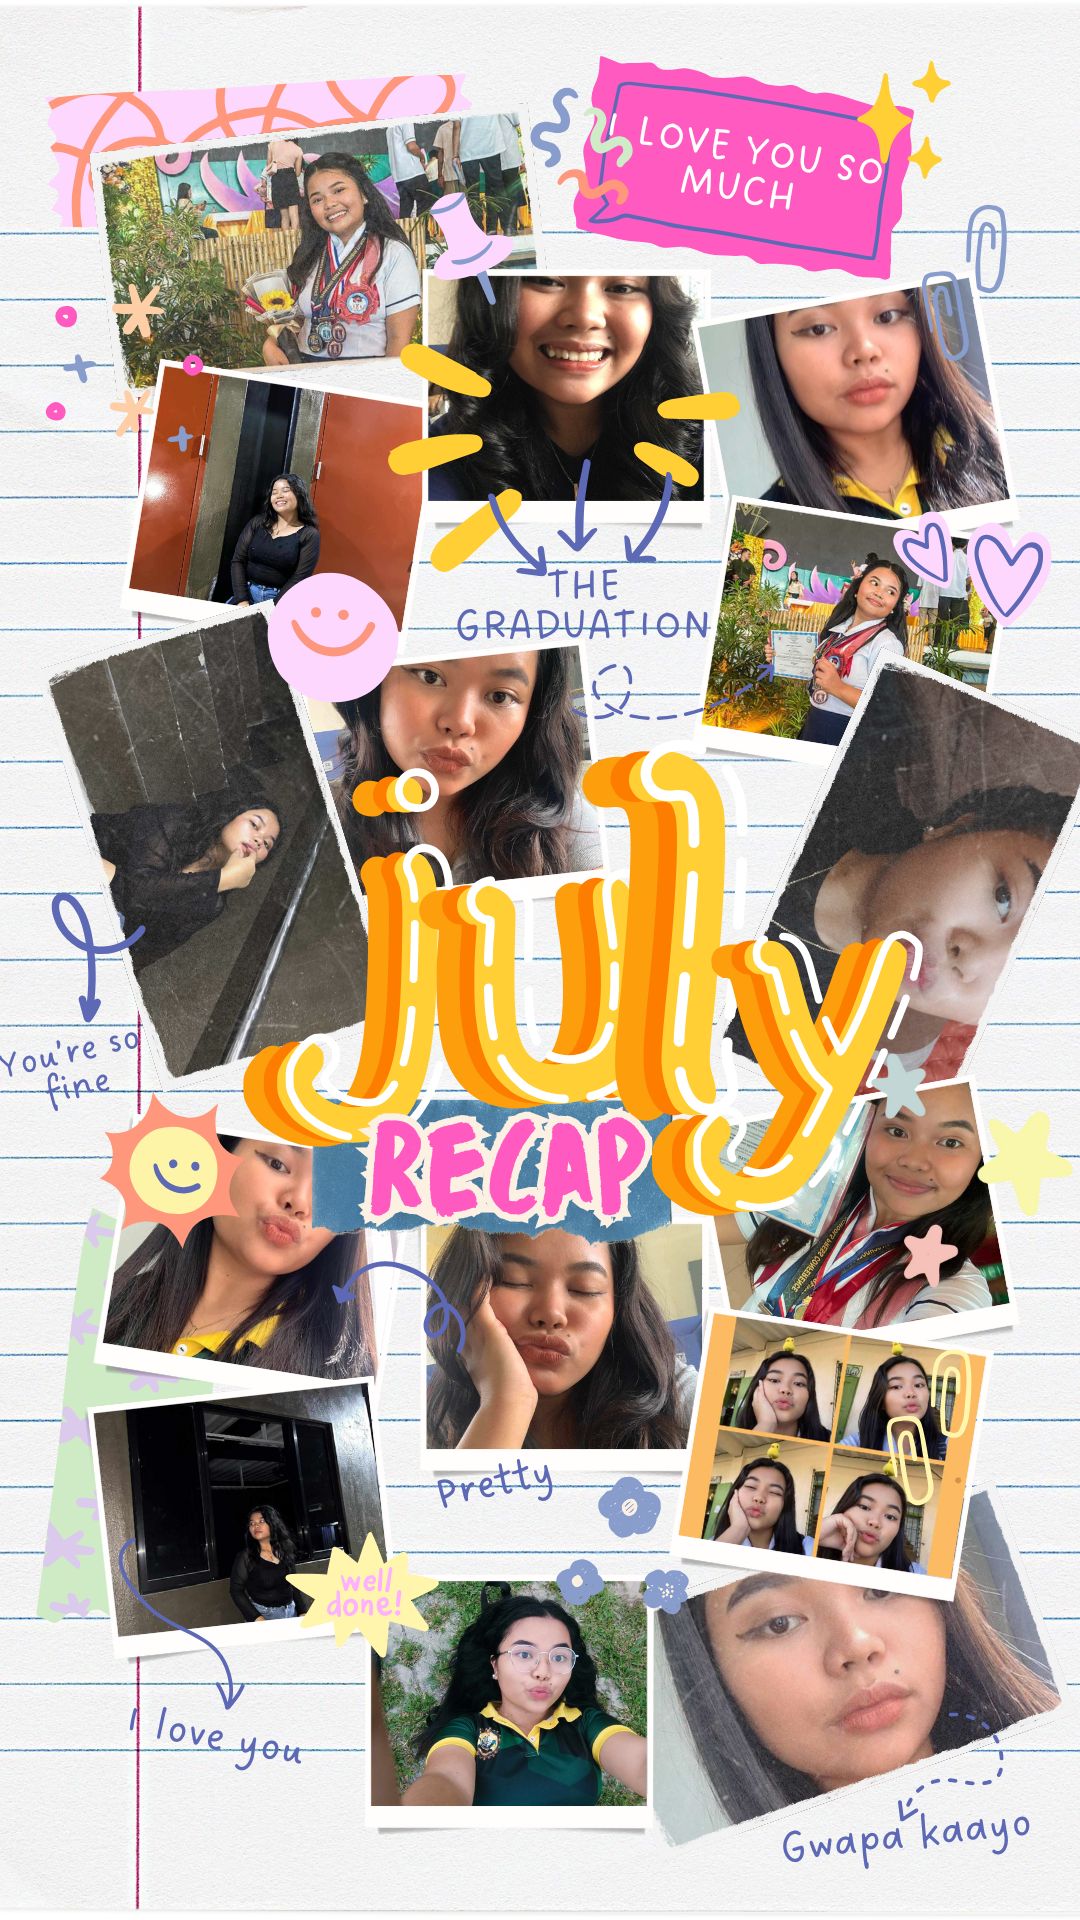 I LOVE YOU SO
MUCH
THE
GRADUATION
july
You're so
fine
RECAP
Pretty
well
done!
I love you
Gwapa kaayo